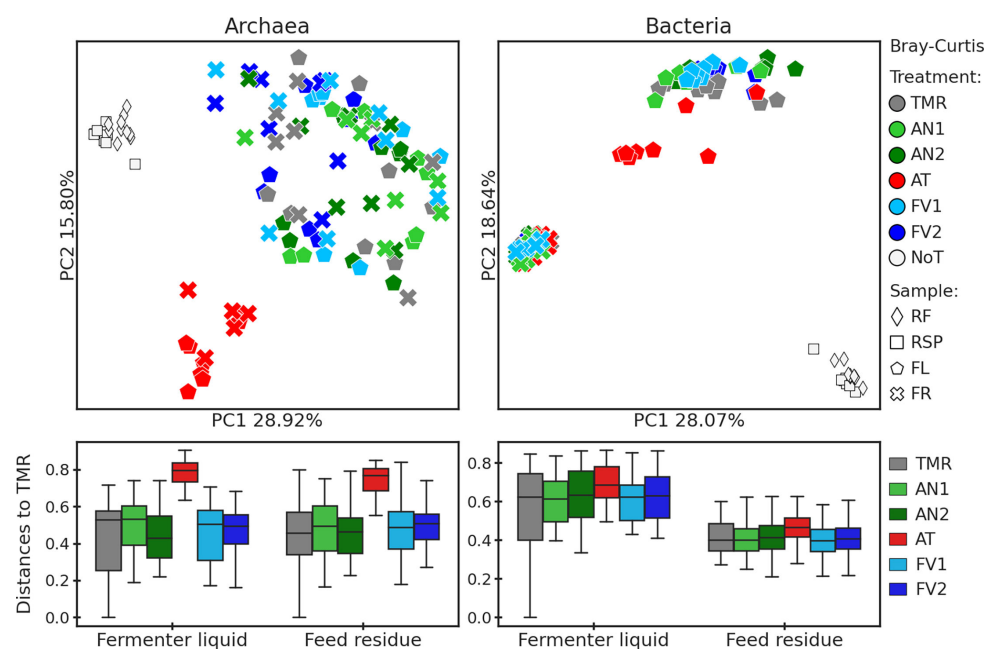 Archaea
Bacteria
Bray-Curtis
Treatment:
TMR
AN1
AN2
AT
FV1
FV2
NoT
Sample:
RF
RSP
FL
FR
PC2 15.80%
PC2 18.64%
PC1 28.92%
PC1 28.07%
Distances to TMR
0.8
0.6
0.4
0.2
0.0
Fermenter liquid
Feed residue
0.8
0.6
0.4
0.2
0.0
Fermenter liquid
Feed residue
TMR
AN1
AN2
AT
FV1
FV2